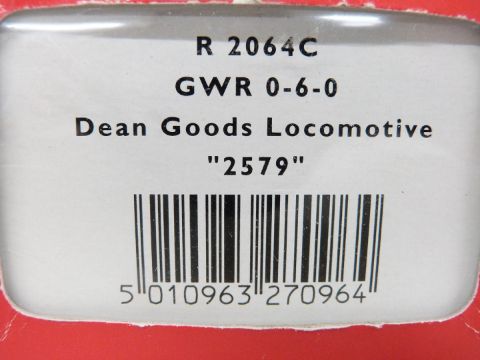 R 2064C
GWR 0-6-0
Dean Goods Locomotive
"2579"
5 010963 270964